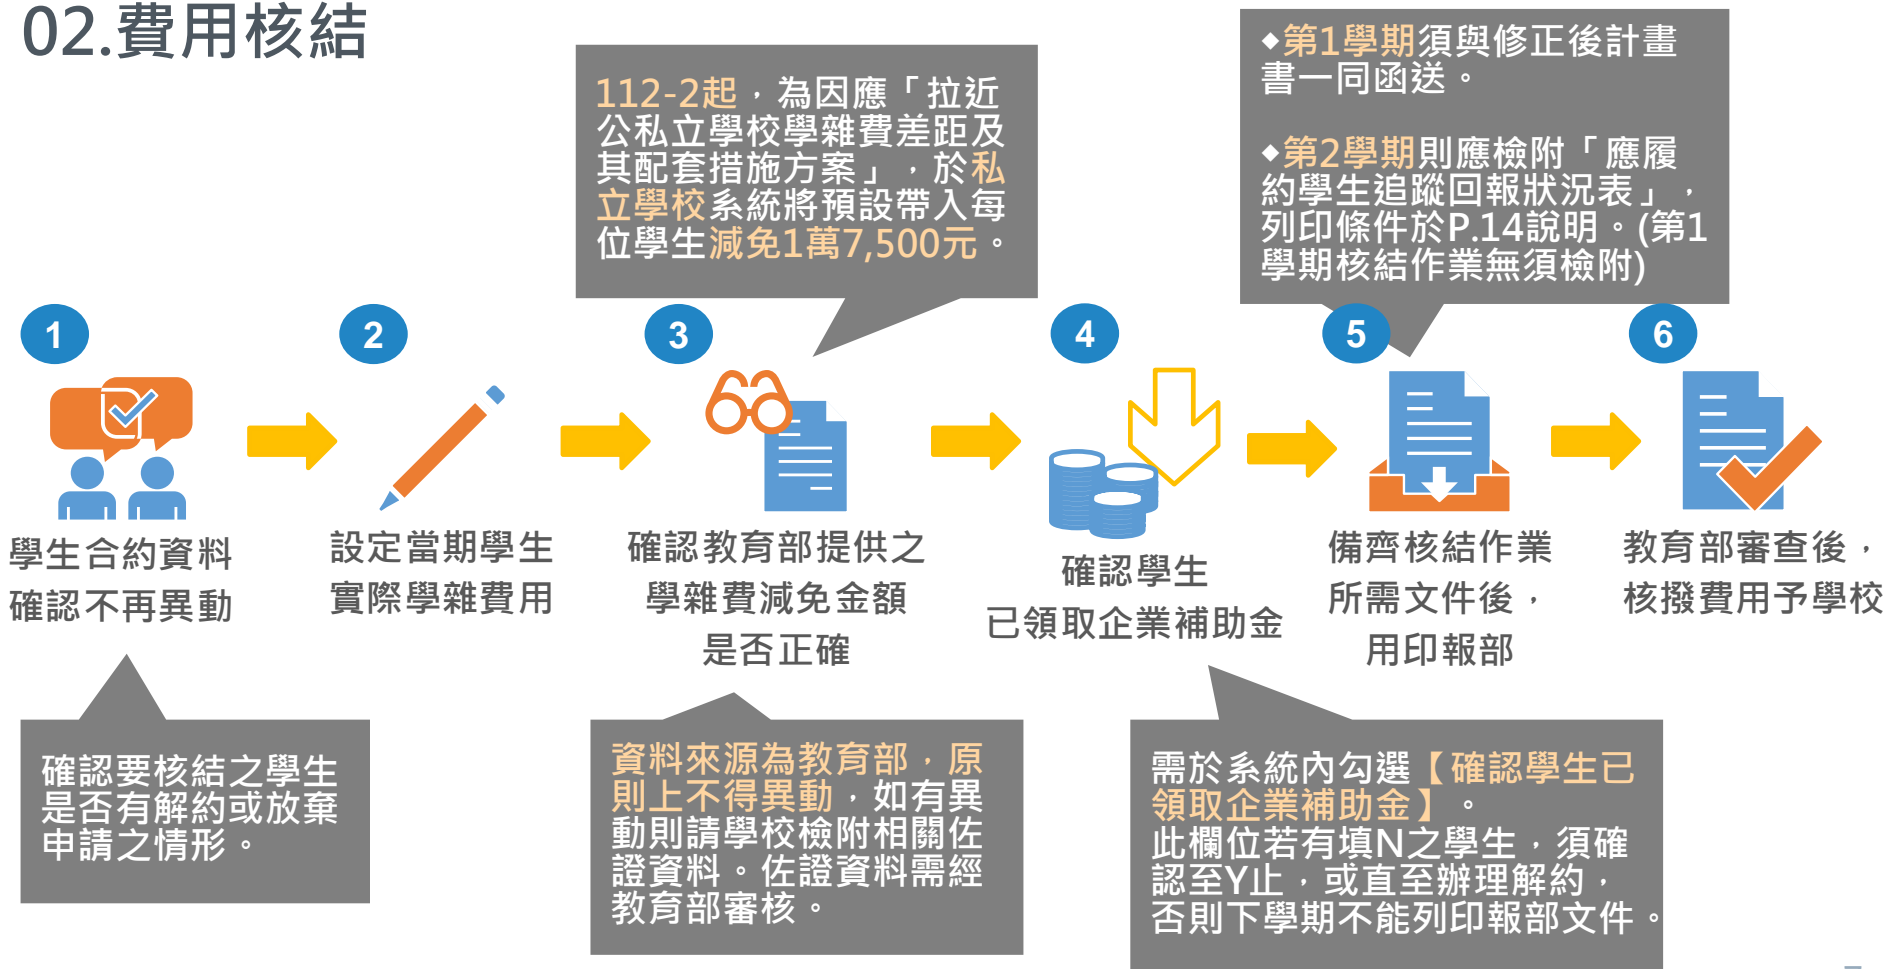 02.費用核結
112-2起，為因應「拉近
公私立學校學雜費差距及
其配套措施方案」，於私
立學校系統將預設帶入每
位學生減免1萬7,500元。
◆第1學期須與修正後計畫
書一同函送。
◆第2學期則應檢附「應履
約學生追蹤回報狀況表」，
列印條件於P.14說明。(第1
學期核結作業無須檢附)
1
2
3
4
5
6
學生合約資料
確認不再異動
設定當期學生
實際學雜費用
確認教育部提供之
學雜費減免金額
是否正確
確認學生
已領取企業補助金
備齊核結作業
所需文件後，
用印報部
教育部審查後，
核撥費用予學校
確認要核結之學生
是否有解約或放棄
申請之情形。
資料來源為教育部，原
則上不得異動，如有異
動則請學校檢附相關佐
證資料。佐證資料需經
教育部審核。
需於系統內勾選【確認學生已
領取企業補助金】。
此欄位若有填N之學生，須確
認至Y止，或直至辦理解約，
否則下學期不能列印報部文件。